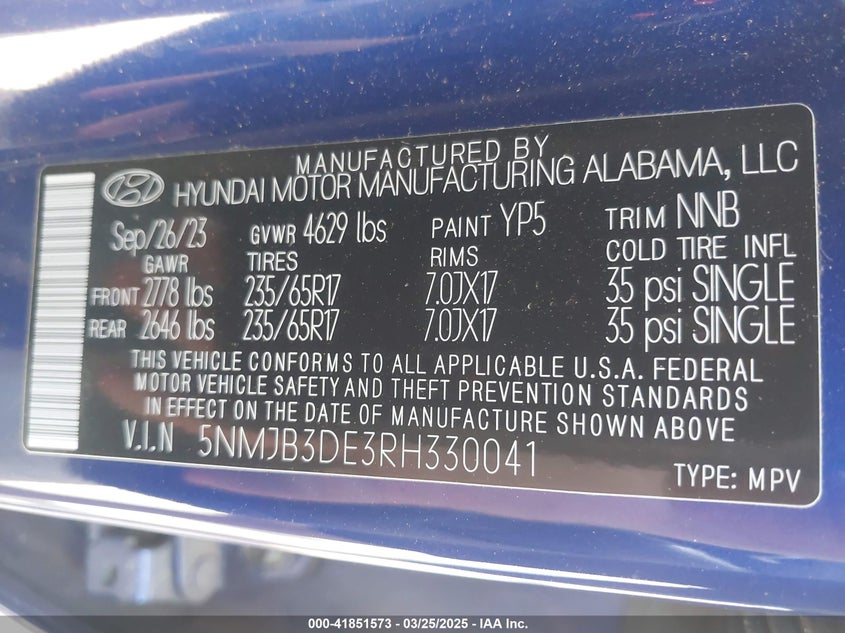 MANUFACTURED BY
HYUNDAI MOTOR MANUFACTURING ALABAMA, LLC
Sep/26/23 GVWR 4629 lbs PAINT YP5 TRIM NNB
GAWR TIRES RIMS COLD TIRE INFL
FRONT 2778 lbs 235/65R17 7.0JX17 35 psi SINGLE
REAR 2646 lbs 235/65R17 7.0JX17 35 psi SINGLE
THIS VEHICLE CONFORMS TO ALL APPLICABLE U.S.A. FEDERAL
MOTOR VEHICLE SAFETY AND THEFT PREVENTION STANDARDS
IN EFFECT ON THE DATE OF MANUFACTURE SHOWN ABOVE
V.I.N 5NMJB3DE3RH330041
TYPE: MPV
000-41851573 - 03/25/2025 - IAA Inc.